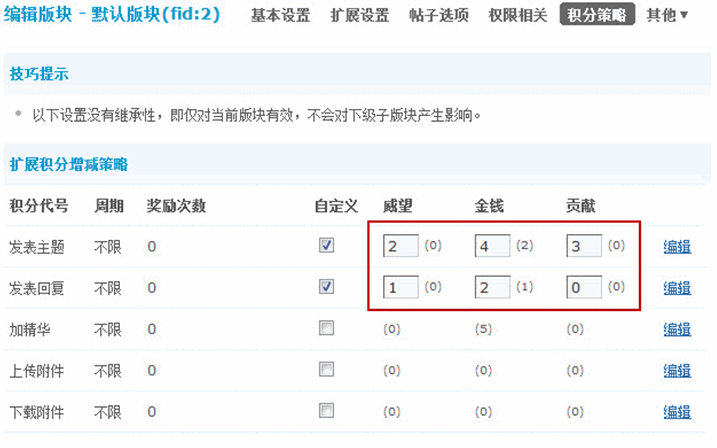 编辑版块 - 默认版块(fid:2) 基本设置 扩展设置 帖子选项 权限相关 积分策略 其他▼
技巧提示
以下设置没有继承性，即仅对当前版块有效，不会对下级子版块产生影响。
扩展积分增减策略
积分代号 周期 奖励次数 自定义 威望 金钱 贡献
发表主题 不限 0 2 (0) 4 (2) 3 (0) 编辑
发表回复 不限 0 1 (0) 2 (1) 0 (0) 编辑
加精华 不限 0 (0) (5) (0) 编辑
上传附件 不限 0 (0) (0) (0) 编辑
下载附件 不限 0 (0) (0) (0) 编辑